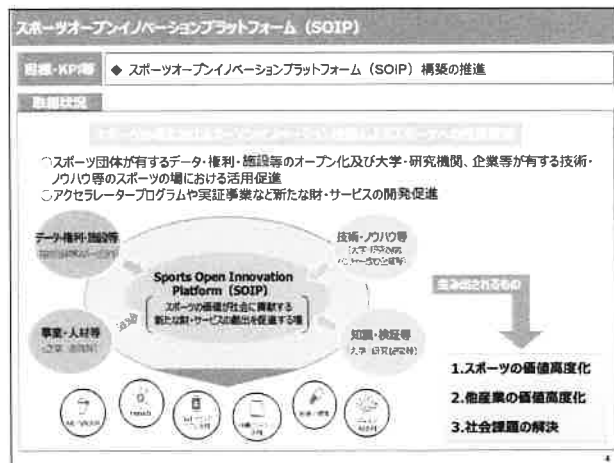 スポーツオープンイノベーションプラットフォーム（SOIP）
目標・KPI等
◆ スポーツオープンイノベーションプラットフォーム（SOIP）構築の推進
取組状況
○スポーツ団体が有するデータ・権利・施設等のオープン化及び大学・研究機関、企業等が有する技術・
ノウハウ等のスポーツの場における活用促進
○アクセラレータープログラムや実証事業など新たな財・サービスの開発促進
データ・権利・施設等
技術・ノウハウ等
Sports Open Innovation
Platform (SOIP)
スポーツの価値が社会に貢献する
新たな財・サービスの創出を促進する場
生み出されるもの
事業・人材等
知識・検証等
1.スポーツの価値高度化
2.他産業の価値高度化
3.社会課題の解決
4